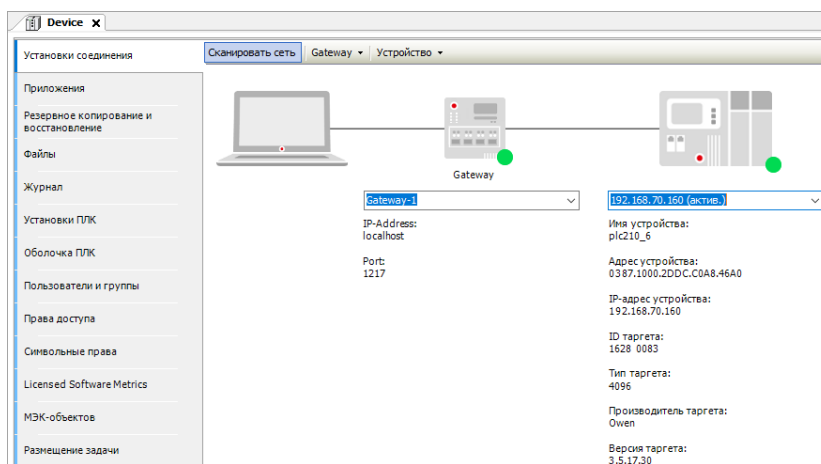 Device X
Установки соединения
Сканировать сеть Gateway Устройство
Приложения
Резервное копирование и
восстановление
Файлы
Журнал
Установки ПЛК
Оболочка ПЛК
Пользователи и группы
Права доступа
Символьные права
Licensed Software Metrics
МЭК-объектов
Размещение задачи
Gateway
Gateway-1
IP-Address:
localhost
Port:
1217
192.168.70.160 (актив.)
Имя устройства:
plc210_6
Адрес устройства:
0387.1000.2DDC.C0A8.46A0
IP-адрес устройства:
192.168.70.160
ID таргета:
1628 0083
Тип таргета:
4096
Производитель таргета:
Owen
Версия таргета:
3.5.17.30